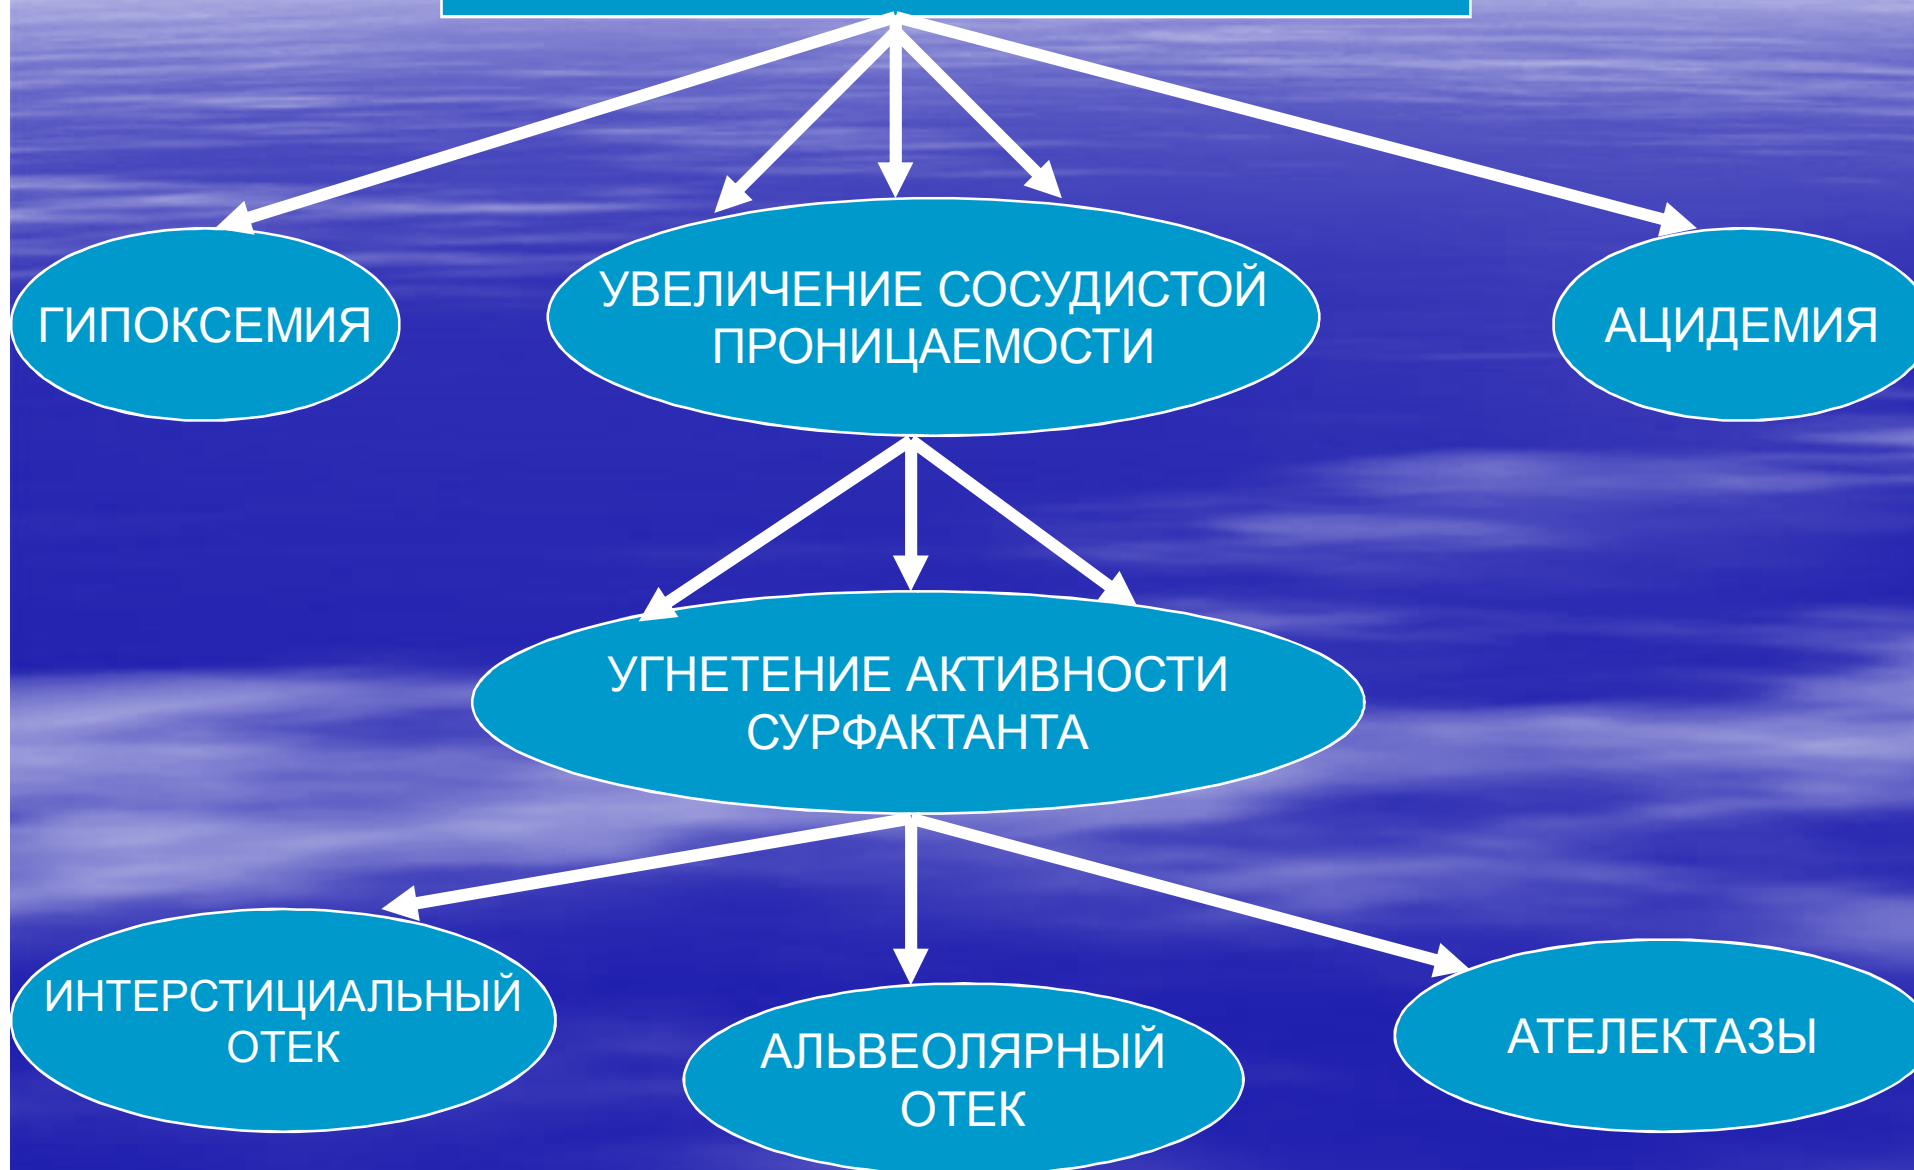 ГИПОКСЕМИЯ
УВЕЛИЧЕНИЕ СОСУДИСТОЙ
ПРОНИЦАЕМОСТИ
АЦИДЕМИЯ
УГНЕТЕНИЕ АКТИВНОСТИ
СУРФАКТАНТА
ИНТЕРСТИЦИАЛЬНЫЙ
ОТЕК
АЛЬВЕОЛЯРНЫЙ
ОТЕК
АТЕЛЕКТАЗЫ